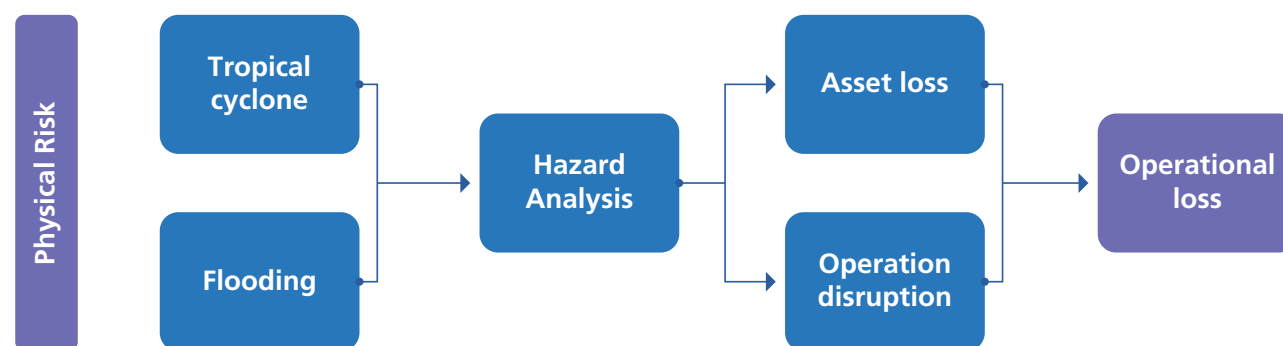 Physical Risk
Tropical
cyclone
Flooding
Hazard
Analysis
Asset loss
Operation
disruption
Operational
loss